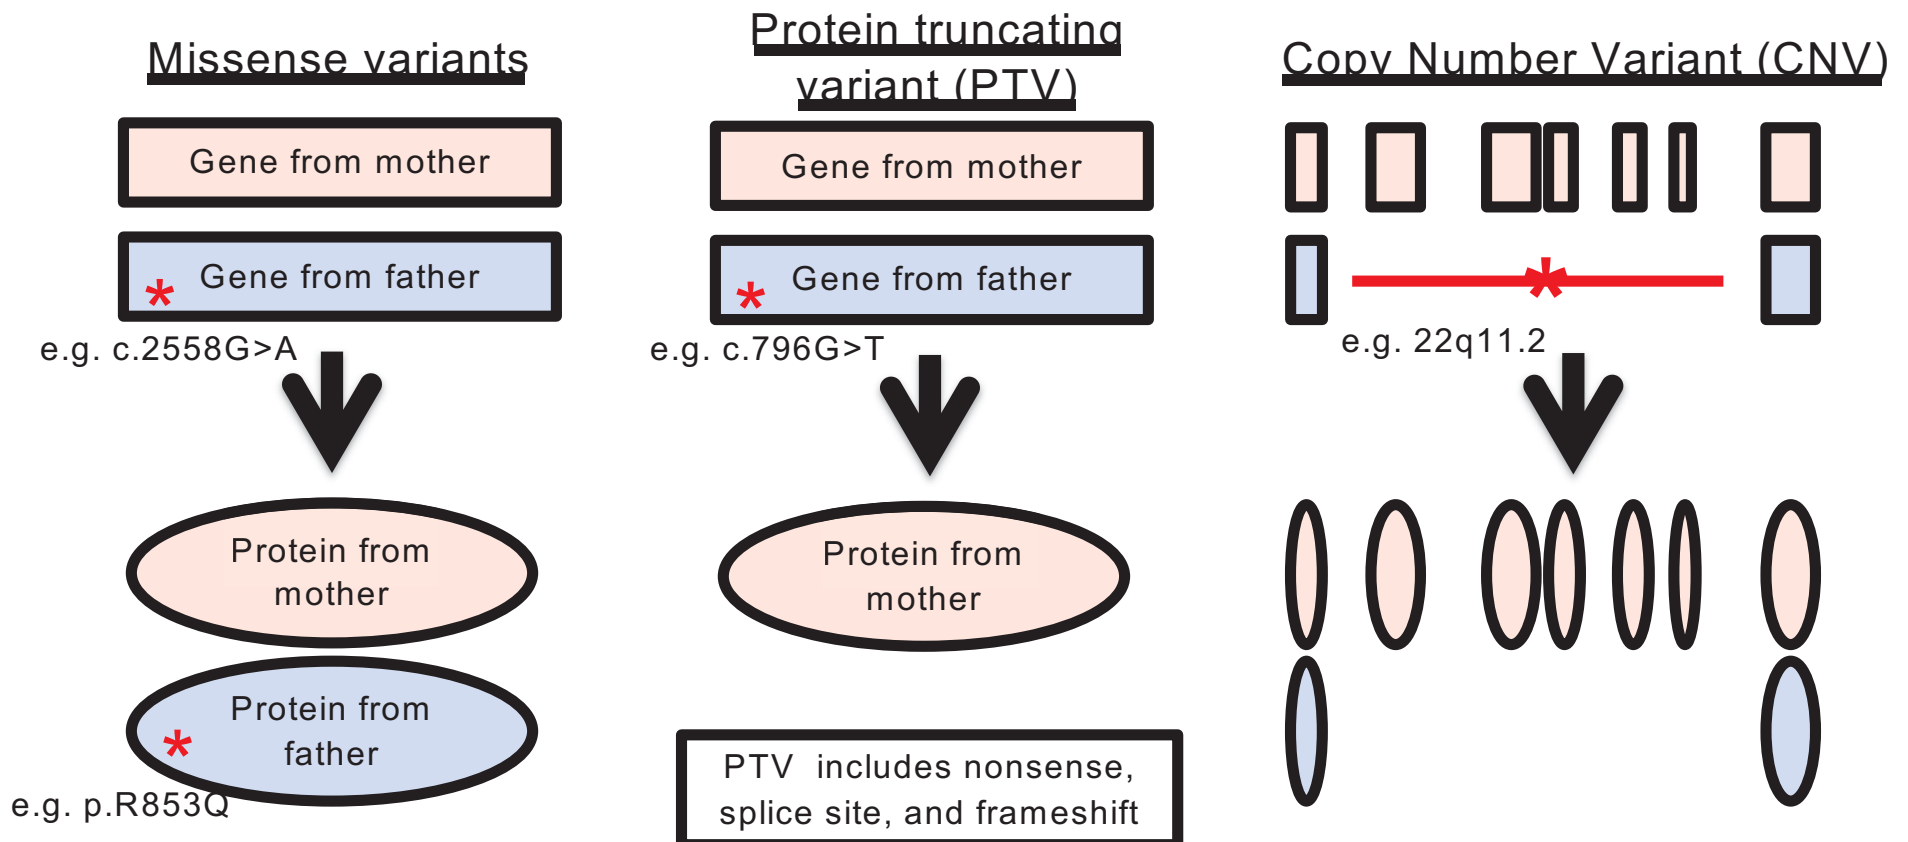 Missense variants
Gene from mother
* Gene from father
e.g. c.2558G>A
Protein from
mother
Protein from
* father
e.g. p.R853Q
Protein truncating
variant (PTV)
Gene from mother
* Gene from father
e.g. c.796G>T
Protein from
mother
PTV includes nonsense,
splice site, and frameshift
Copy Number Variant (CNV)
*
e.g. 22q11.2